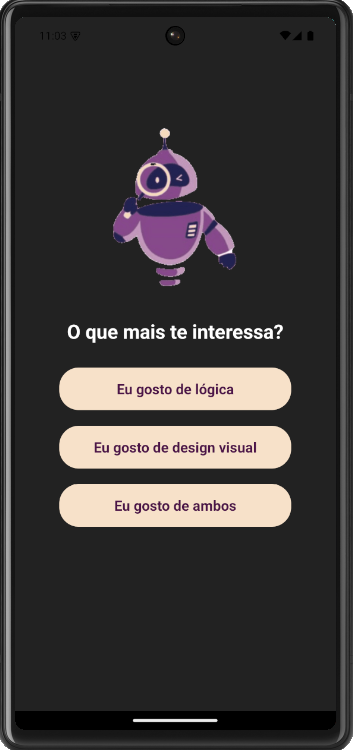 11:03
O que mais te interessa?
Eu gosto de lógica
Eu gosto de design visual
Eu gosto de ambos